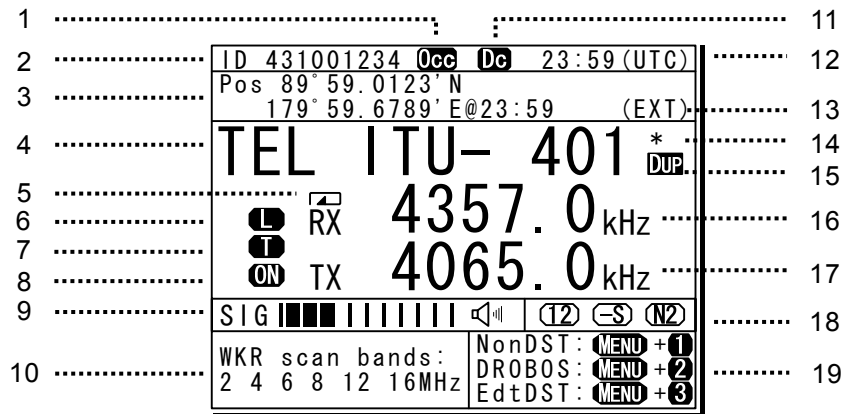 1 11
2 ID 431001234 Occ Dc 23:59(UTC) 12
3 Pos 89°59.0123'N
179°59.6789'E@23:59 (EXT) 13
4 TEL ITU- 401 * 14
DUP 15
5
6 L RX 4357.0kHz 16
7 T
8 ON TX 4065.0kHz 17
9 SIG 12 -S N2 18
10 WKR scan bands:
2 4 6 8 12 16MHz
NonDST: MENU +1
DROBOS: MENU +2 19
EdtDST: MENU +3